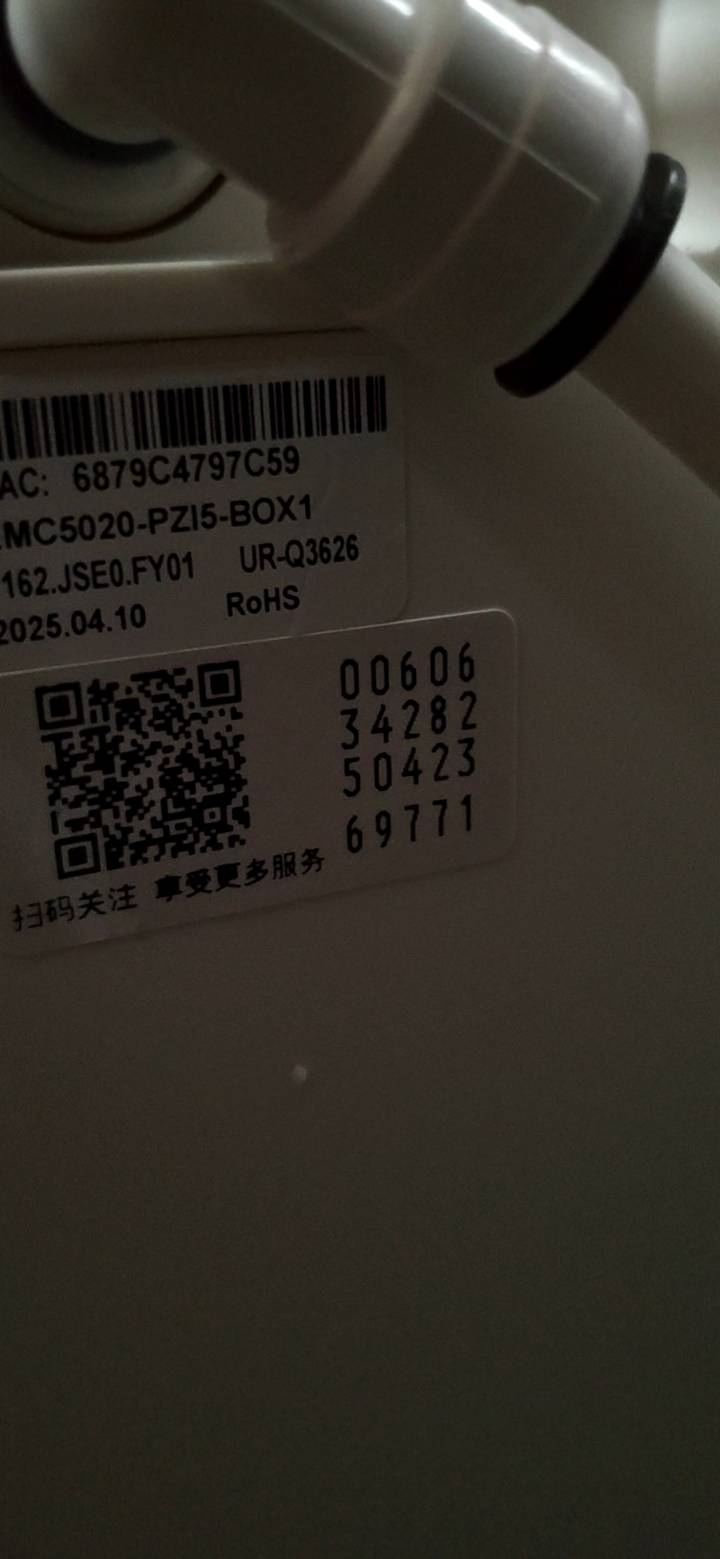 AC: 6879C4797C59
MC5020-PZI5-BOX1
162.JSE0.FY01 UR-Q3626
2025.04.10 RoHS
00606
34282
50423
69771
扫码关注 享受更多服务